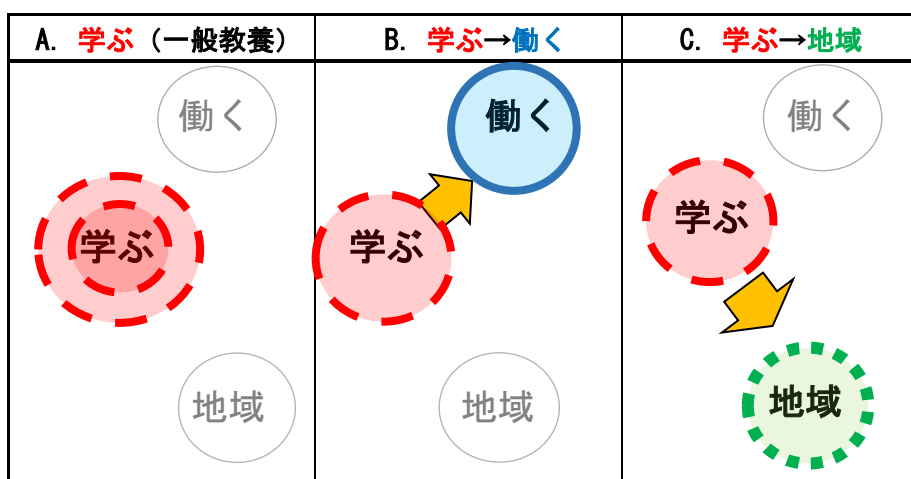 A. 学ぶ（一般教養）
B. 学ぶ→働く
C. 学ぶ→地域
働く
学ぶ
地域
働く
学ぶ
地域
働く
学ぶ
地域